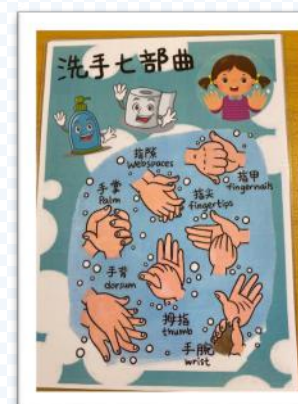 洗手七部曲
指隙
webspaces
指甲
fingernails
手掌
Palm
指尖
fingertips
手背
dorsum
拇指
thumb
手腕
wrist